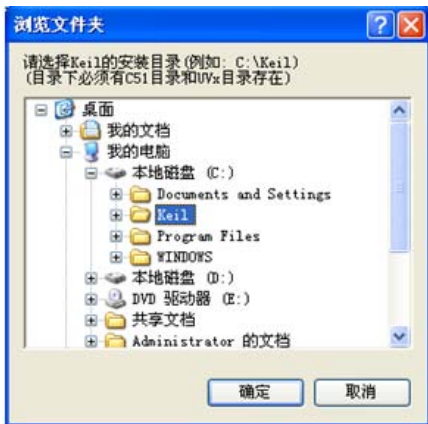 浏览文件夹
请选择Keil的安装目录(例如: C:\Keil)
(目录下必须有C51目录和UVx目录存在)
桌面
我的文档
我的电脑
本地磁盘 (C:)
Documents and Settings
Keil
Program Files
WINDOWS
本地磁盘 (D:)
DVD 驱动器 (E:)
共享文档
Administrator 的文档
确定
取消